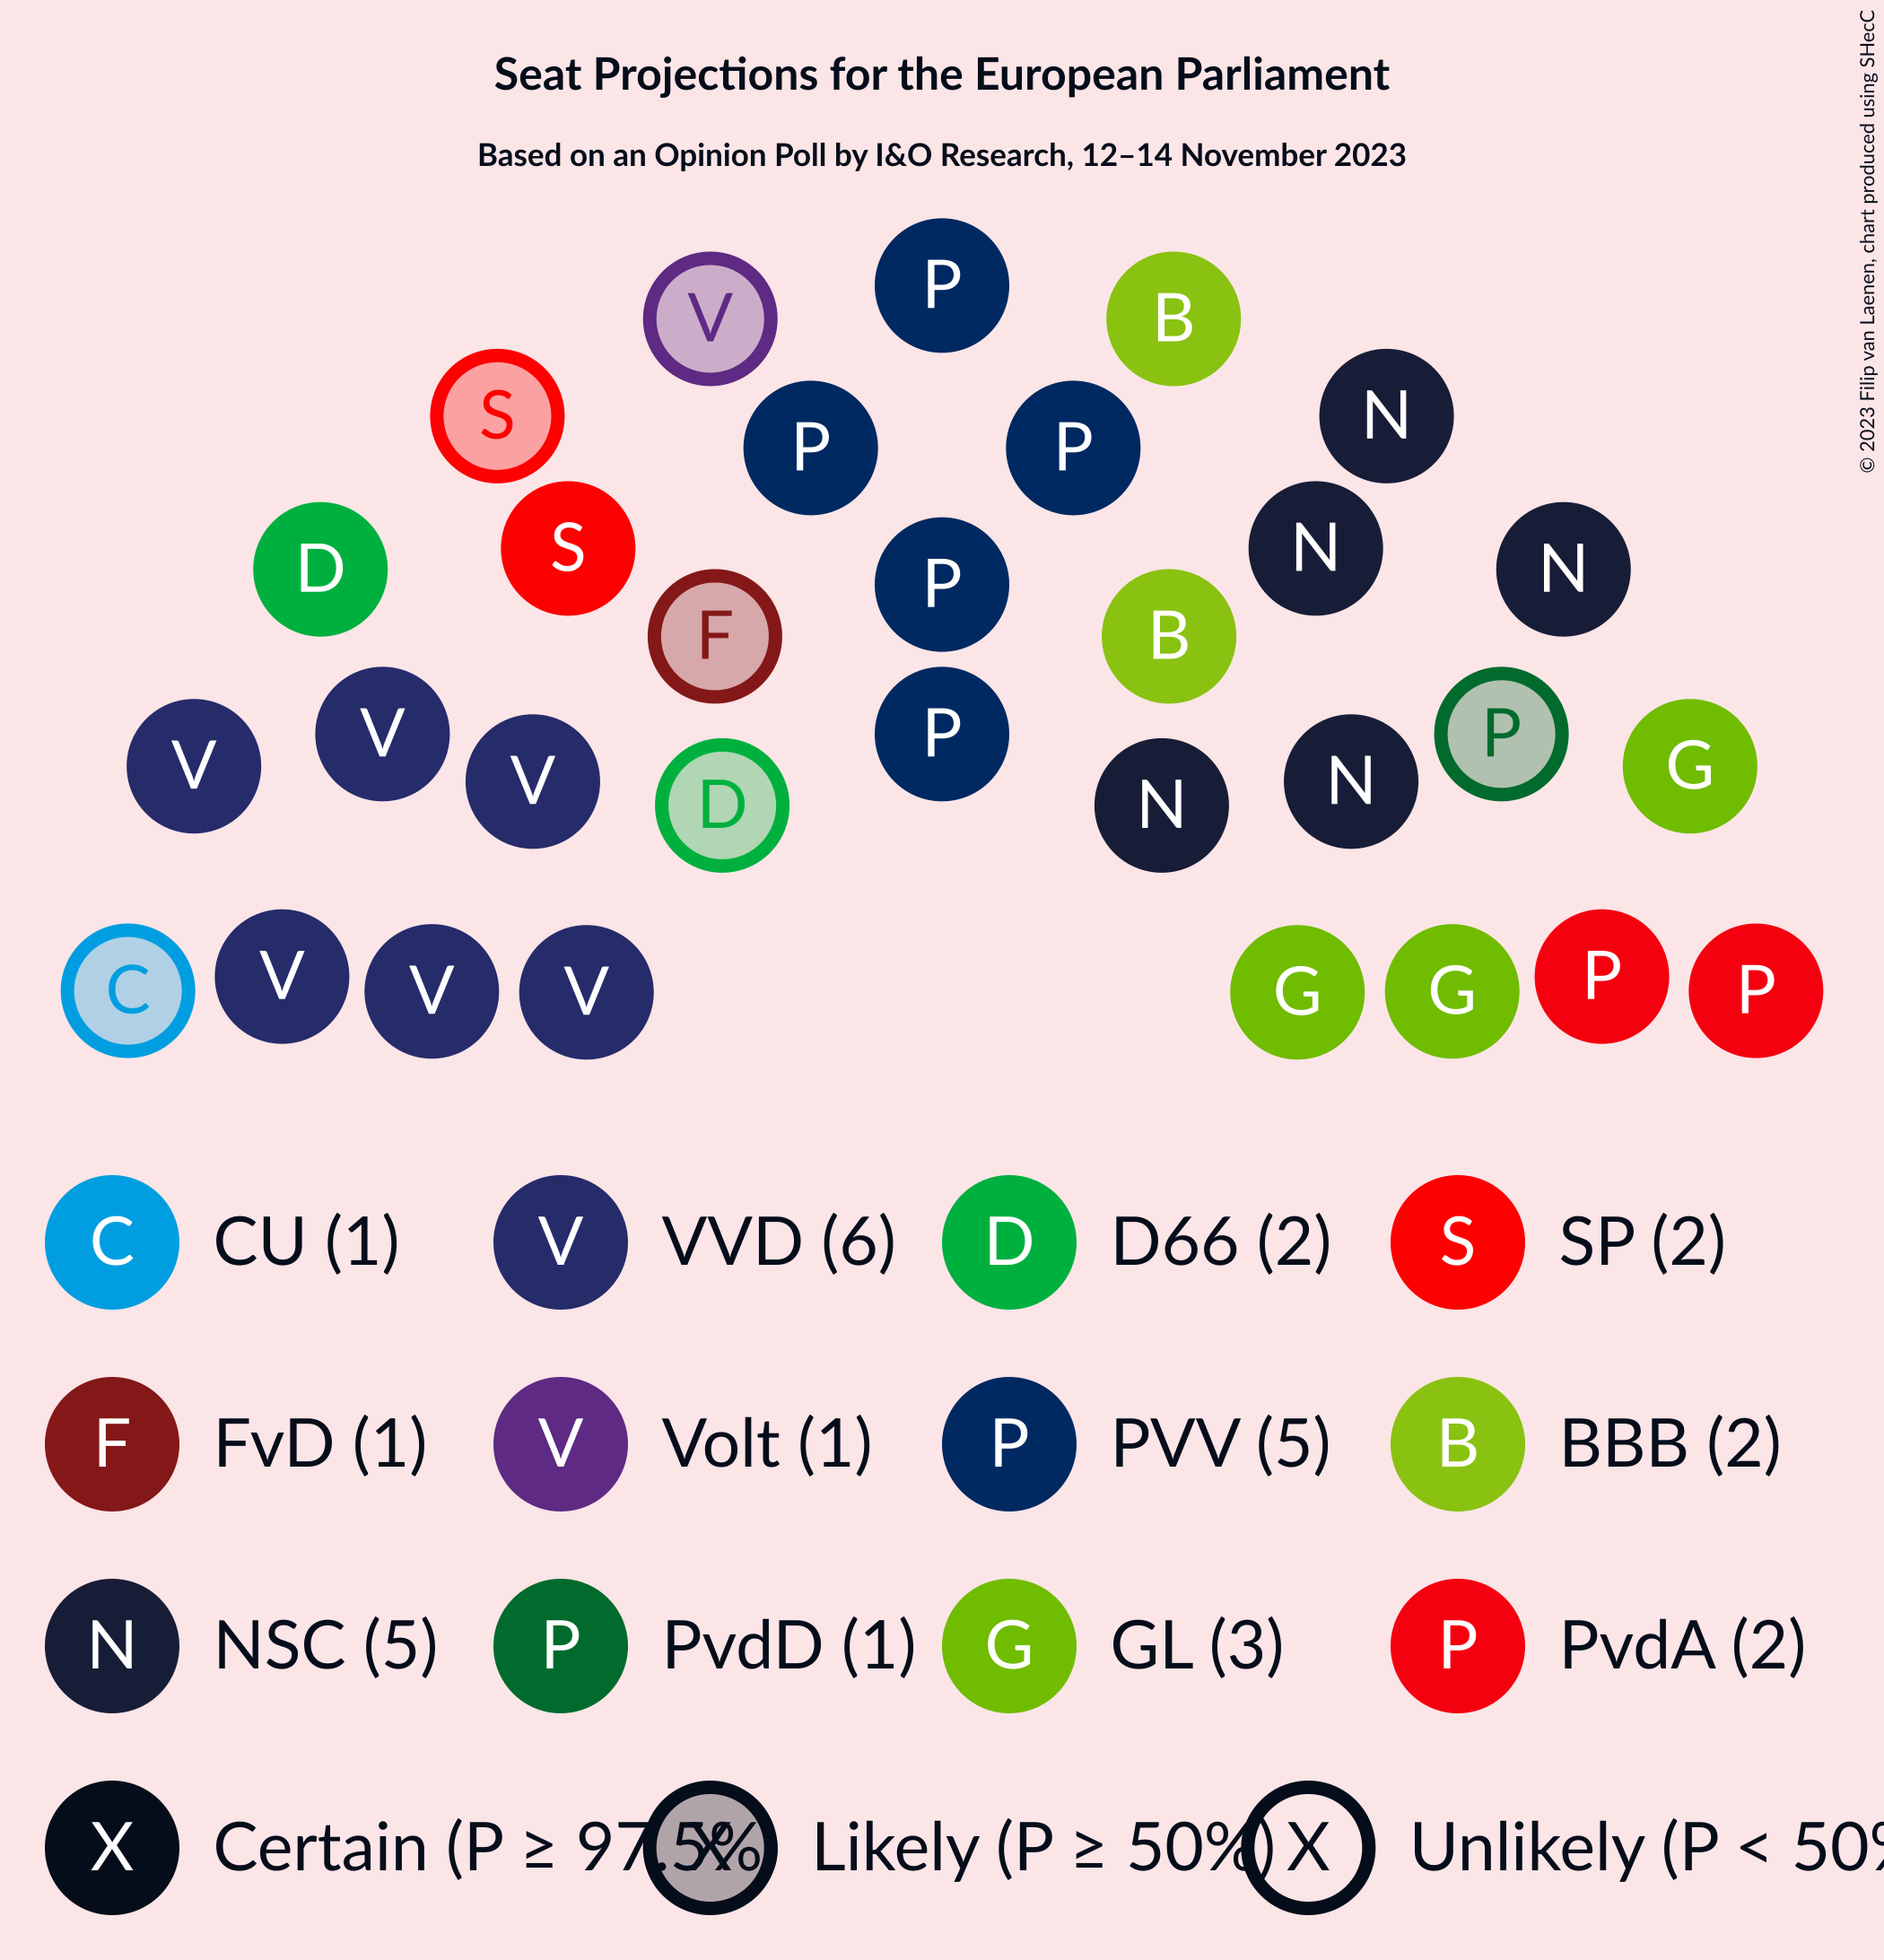 Seat Projections for the European Parliament
Based on an Opinion Poll by I&O Research, 12–14 November 2023
© 2023 Filip van Laenen, chart produced using SHecC
P
V B
S N
P P
D S N N
P
F B
V V P P G
V N
D N
C V V V G G P P
C CU (1) V VVD (6) D D66 (2) S SP (2)
F FvD (1) V Volt (1) P PVV (5) B BBB (2)
N NSC (5) P PvdD (1) G GL (3) P PvdA (2)
X Certain (P ≥ 97.5% X Likely (P ≥ 50%) X Unlikely (P < 50%